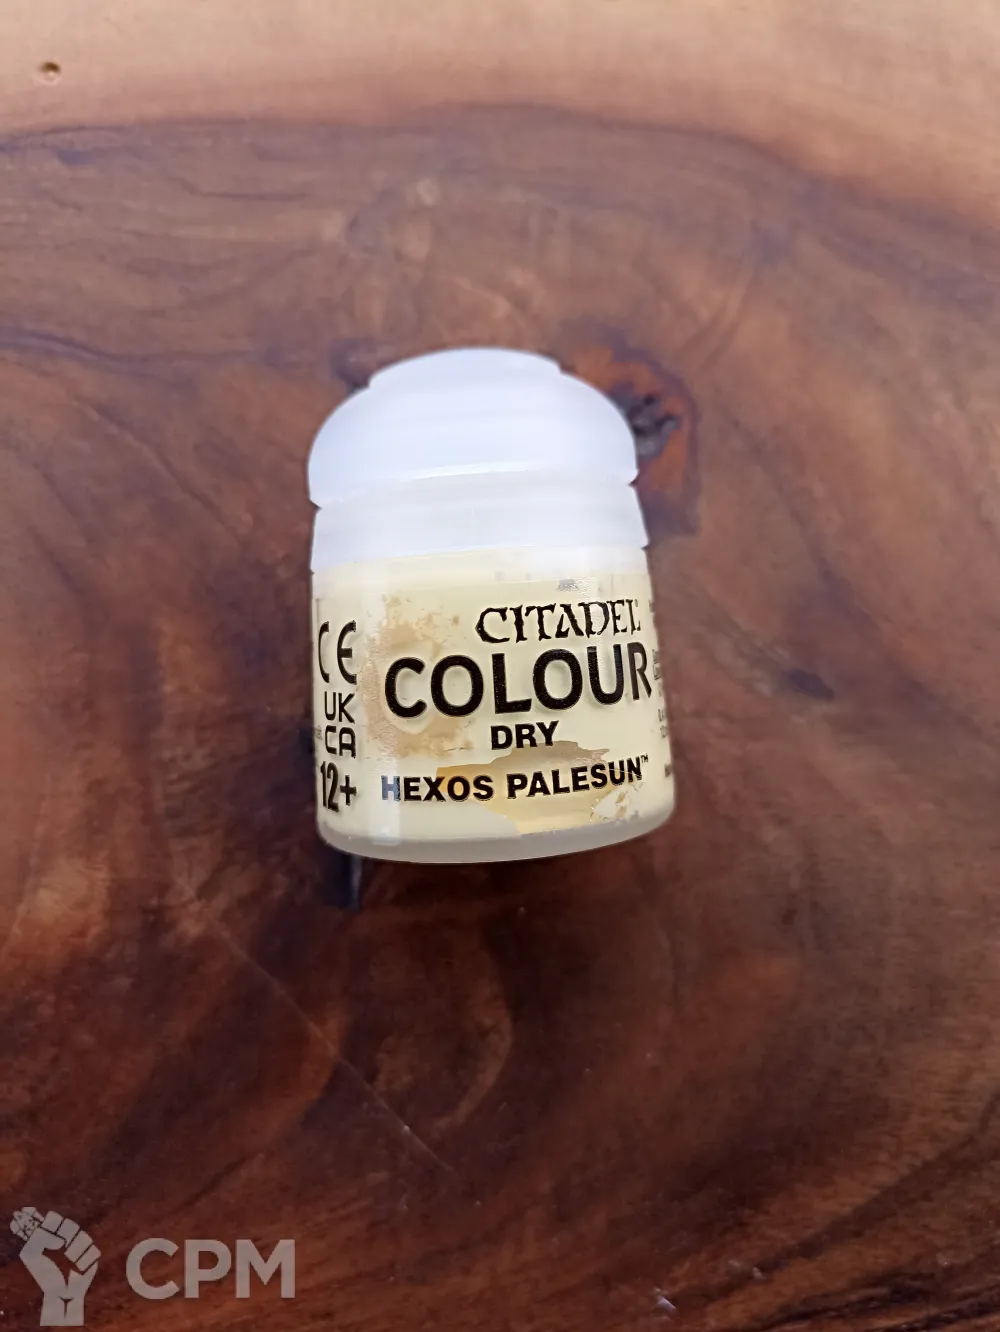 CE
UK
CA
12+
CITADEL
COLOUR
DRY
HEXOS PALESUN™
CPM